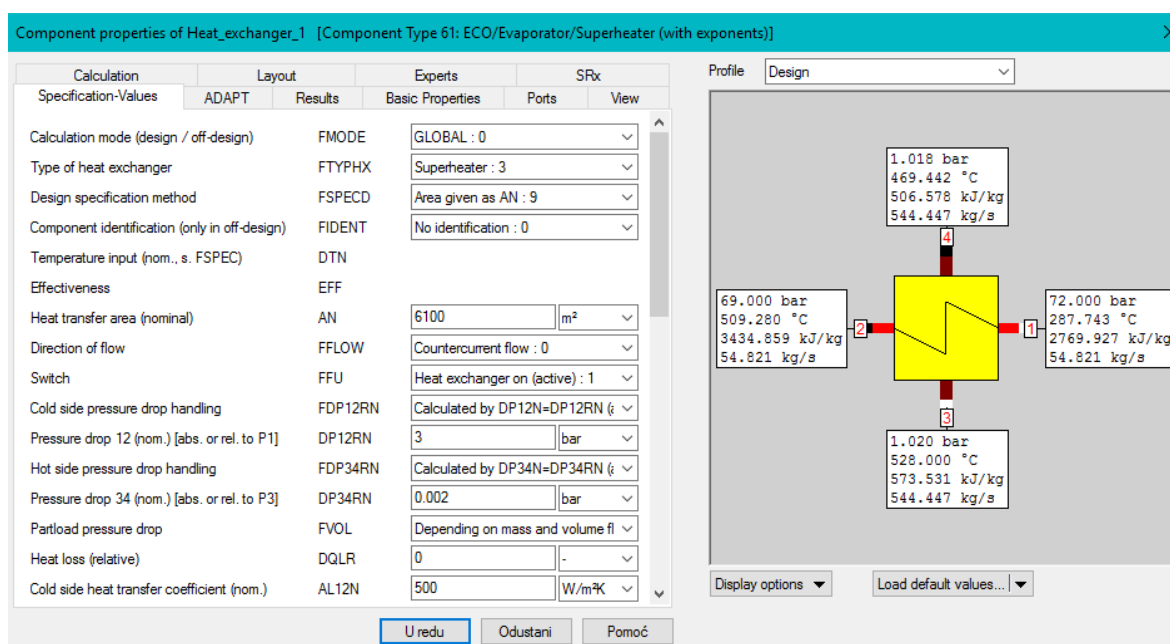 Component properties of Heat_exchanger_1 [Component Type 61: ECO/Evaporator/Superheater (with exponents)]
Calculation Layout Experts SRx
Specification-Values ADAPT Results Basic Properties Ports View
Calculation mode (design / off-design) FMODE GLOBAL : 0
Type of heat exchanger FTYPHX Superheater : 3
Design specification method FSPECD Area given as AN : 9
Component identification (only in off-design) FIDENT No identification : 0
Temperature input (nom., s. FSPEC) DTN
Effectiveness EFF
Heat transfer area (nominal) AN 6100 m²
Direction of flow FFLOW Countercurrent flow : 0
Switch FFU Heat exchanger on (active) : 1
Cold side pressure drop handling FDP12RN Calculated by DP12N=DP12RN (
Pressure drop 12 (nom.) [abs. or rel. to P1] DP12RN 3 bar
Hot side pressure drop handling FDP34RN Calculated by DP34N=DP34RN (
Pressure drop 34 (nom.) [abs. or rel. to P3] DP34RN 0.002 bar
Partload pressure drop FVOL Depending on mass and volume fl
Heat loss (relative) DQLR 0 -
Cold side heat transfer coefficient (nom.) AL12N 500 W/m²K
U redu Odustani Pomoć
Profile Design
1.018 bar
469.442 °C
506.578 kJ/kg
544.447 kg/s
4
69.000 bar
509.280 °C
3434.859 kJ/kg
54.821 kg/s
2
1
72.000 bar
287.743 °C
2769.927 kJ/kg
54.821 kg/s
3
1.020 bar
528.000 °C
573.531 kJ/kg
544.447 kg/s
Display options Load default values...